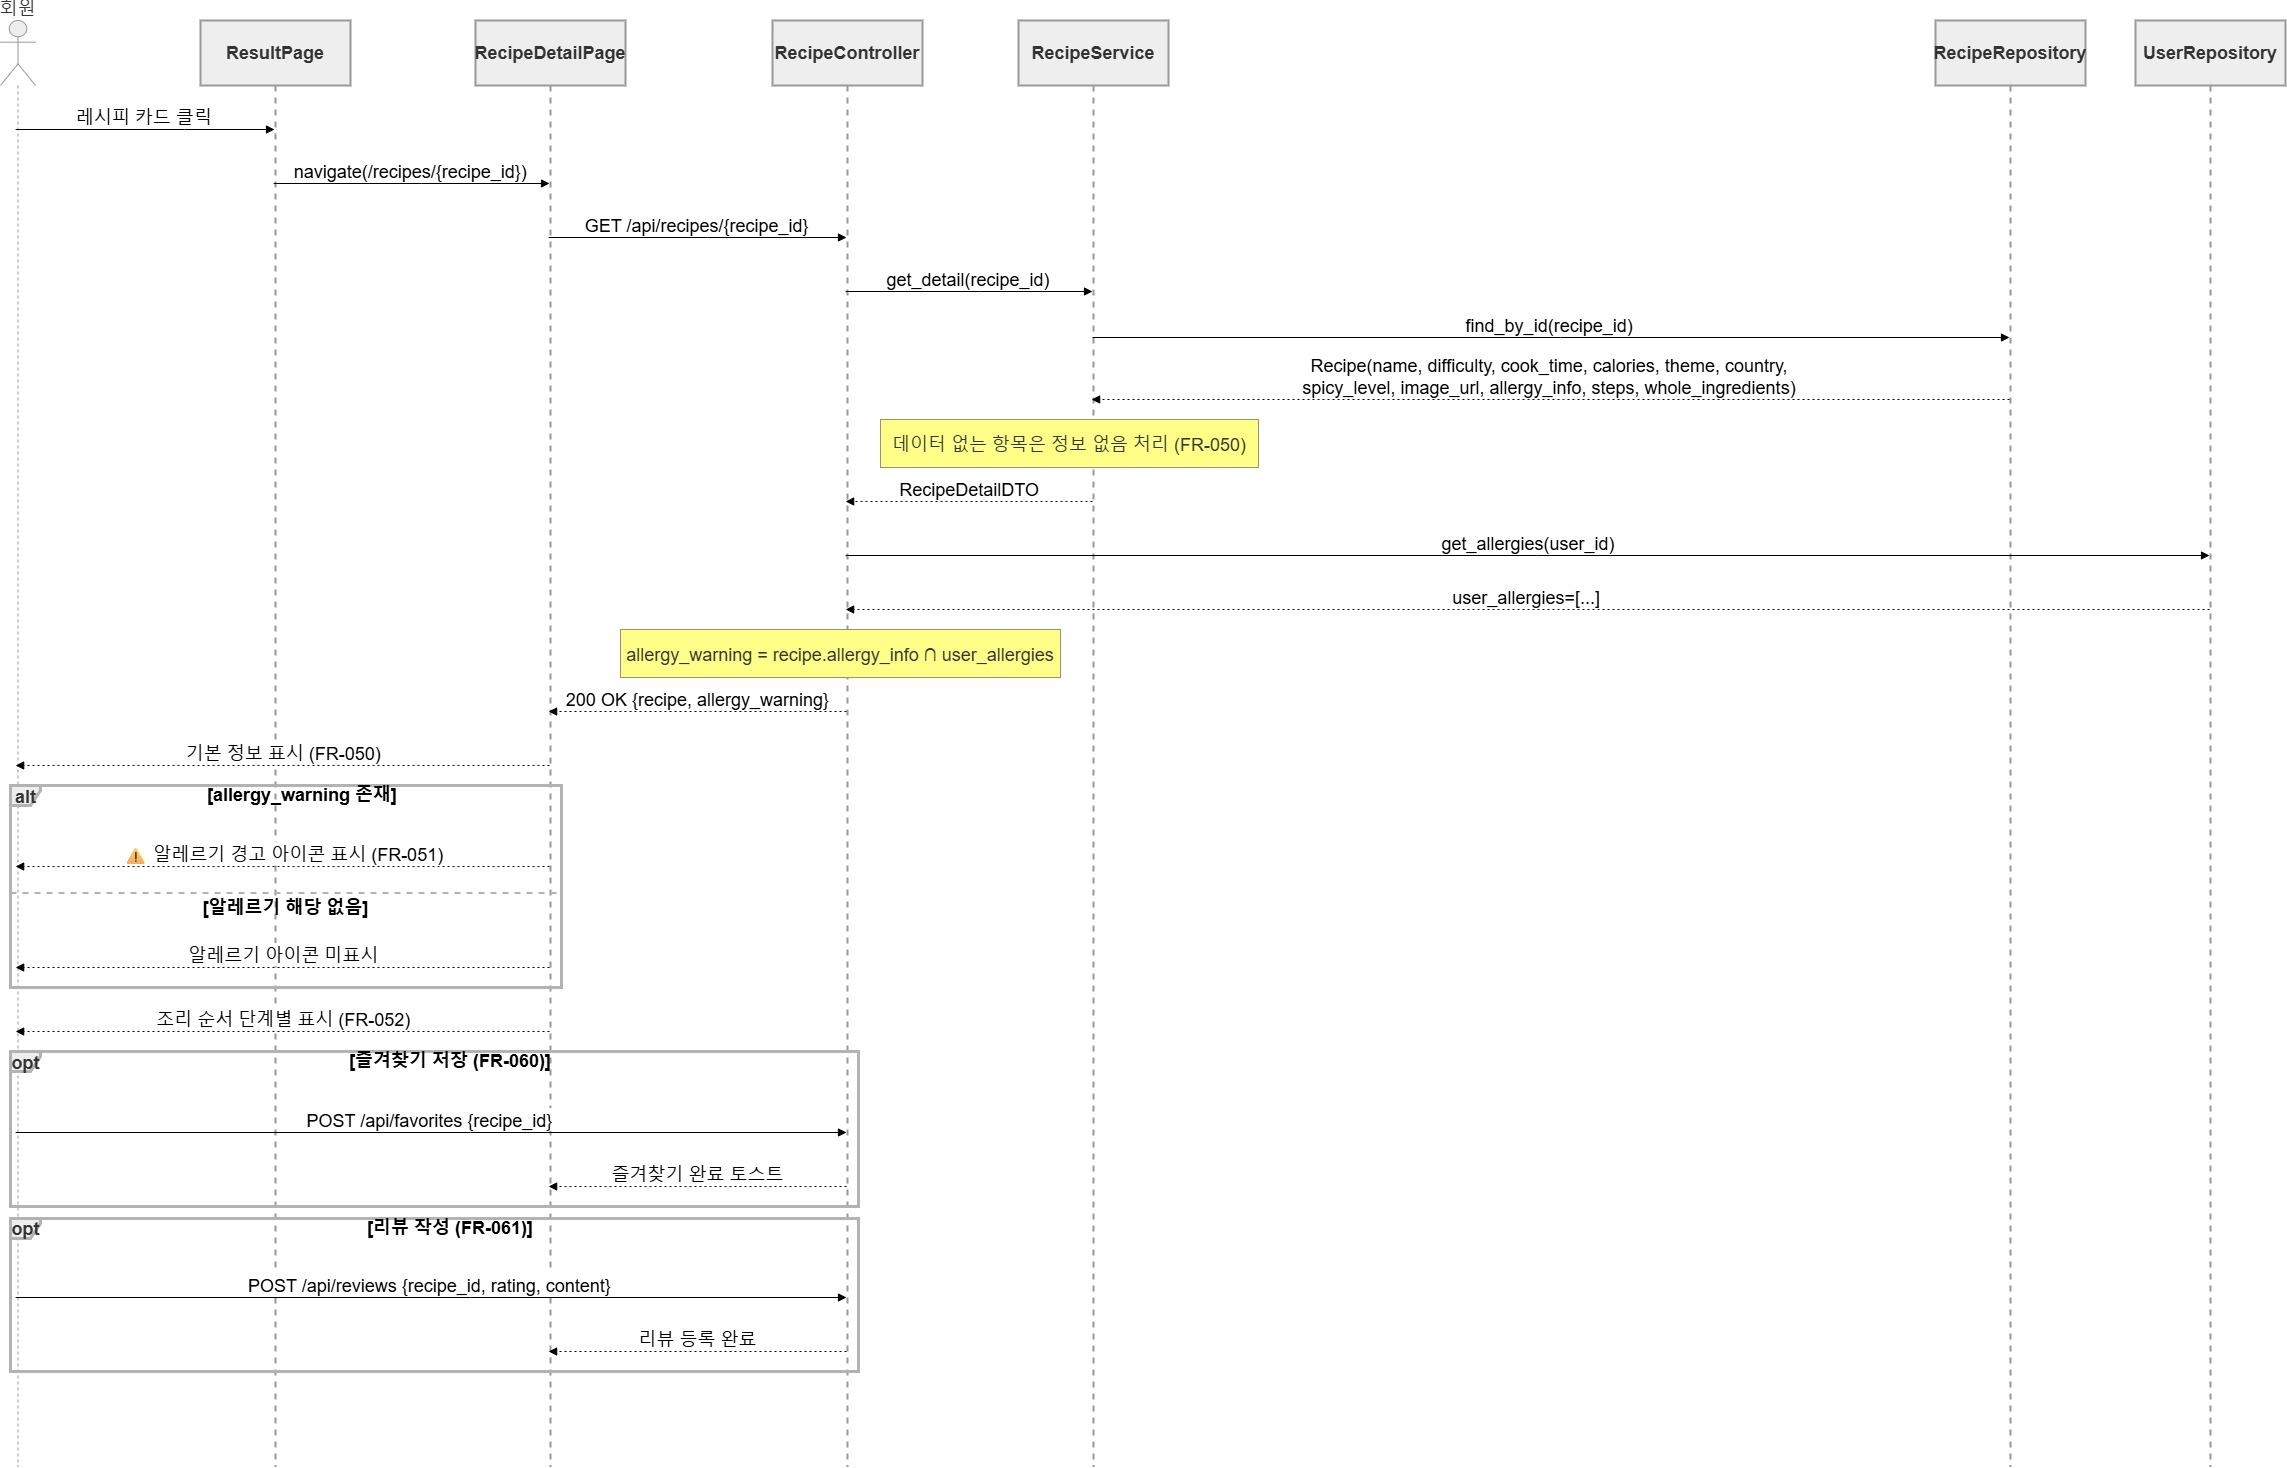 회원
ResultPage
RecipeDetailPage
RecipeController
RecipeService
RecipeRepository
UserRepository
레시피 카드 클릭
navigate(/recipes/{recipe_id})
GET /api/recipes/{recipe_id}
get_detail(recipe_id)
find_by_id(recipe_id)
Recipe(name, difficulty, cook_time, calories, theme, country,
spicy_level, image_url, allergy_info, steps, whole_ingredients)
데이터 없는 항목은 정보 없음 처리 (FR-050)
RecipeDetailDTO
get_allergies(user_id)
user_allergies=[...]
allergy_warning = recipe.allergy_info ∩ user_allergies
200 OK {recipe, allergy_warning}
기본 정보 표시 (FR-050)
alt
[allergy_warning 존재]
⚠️ 알레르기 경고 아이콘 표시 (FR-051)
[알레르기 해당 없음]
알레르기 아이콘 미표시
조리 순서 단계별 표시 (FR-052)
opt
[즐겨찾기 저장 (FR-060)]
POST /api/favorites {recipe_id}
즐겨찾기 완료 토스트
opt
[리뷰 작성 (FR-061)]
POST /api/reviews {recipe_id, rating, content}
리뷰 등록 완료